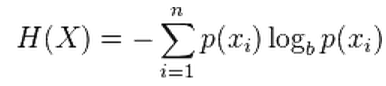 H(X) = -\sum_{i=1}^{n} p(x_i) \log_b p(x_i)